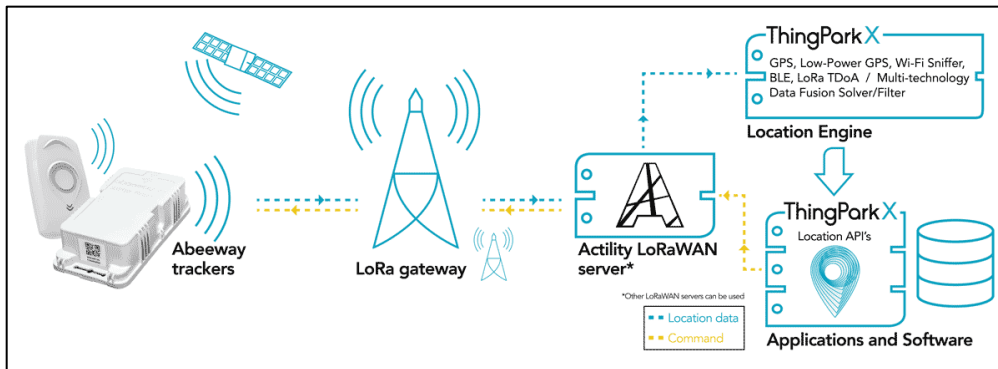 ThingPark X
GPS, Low-Power GPS, Wi-Fi Sniffer,
BLE, LoRa TDoA / Multi-technology
Data Fusion Solver/Filter
Location Engine
Abeeway
trackers
LoRa gateway
Actility LoRaWAN
server*
ThingPark X
Location API's
*Other LoRaWAN servers can be used
Location data
Command
Applications and Software